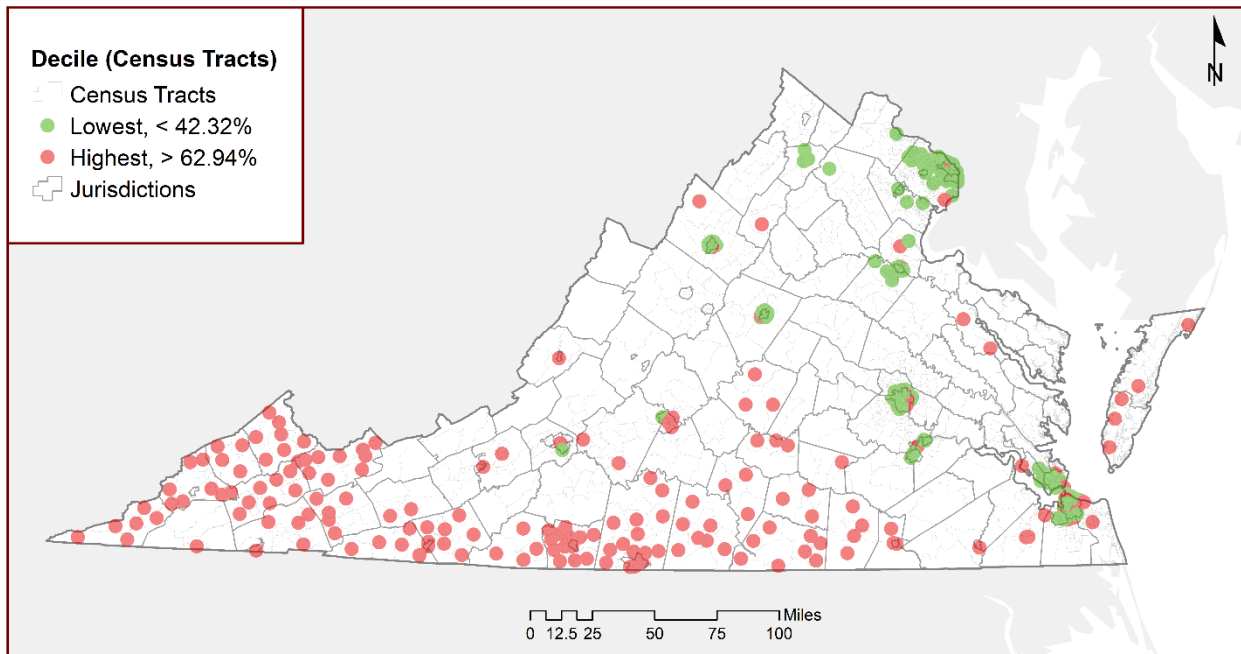 Decile (Census Tracts)
Census Tracts
Lowest, < 42.32%
Highest, > 62.94%
Jurisdictions
N
Miles
0 12.5 25 50 75 100